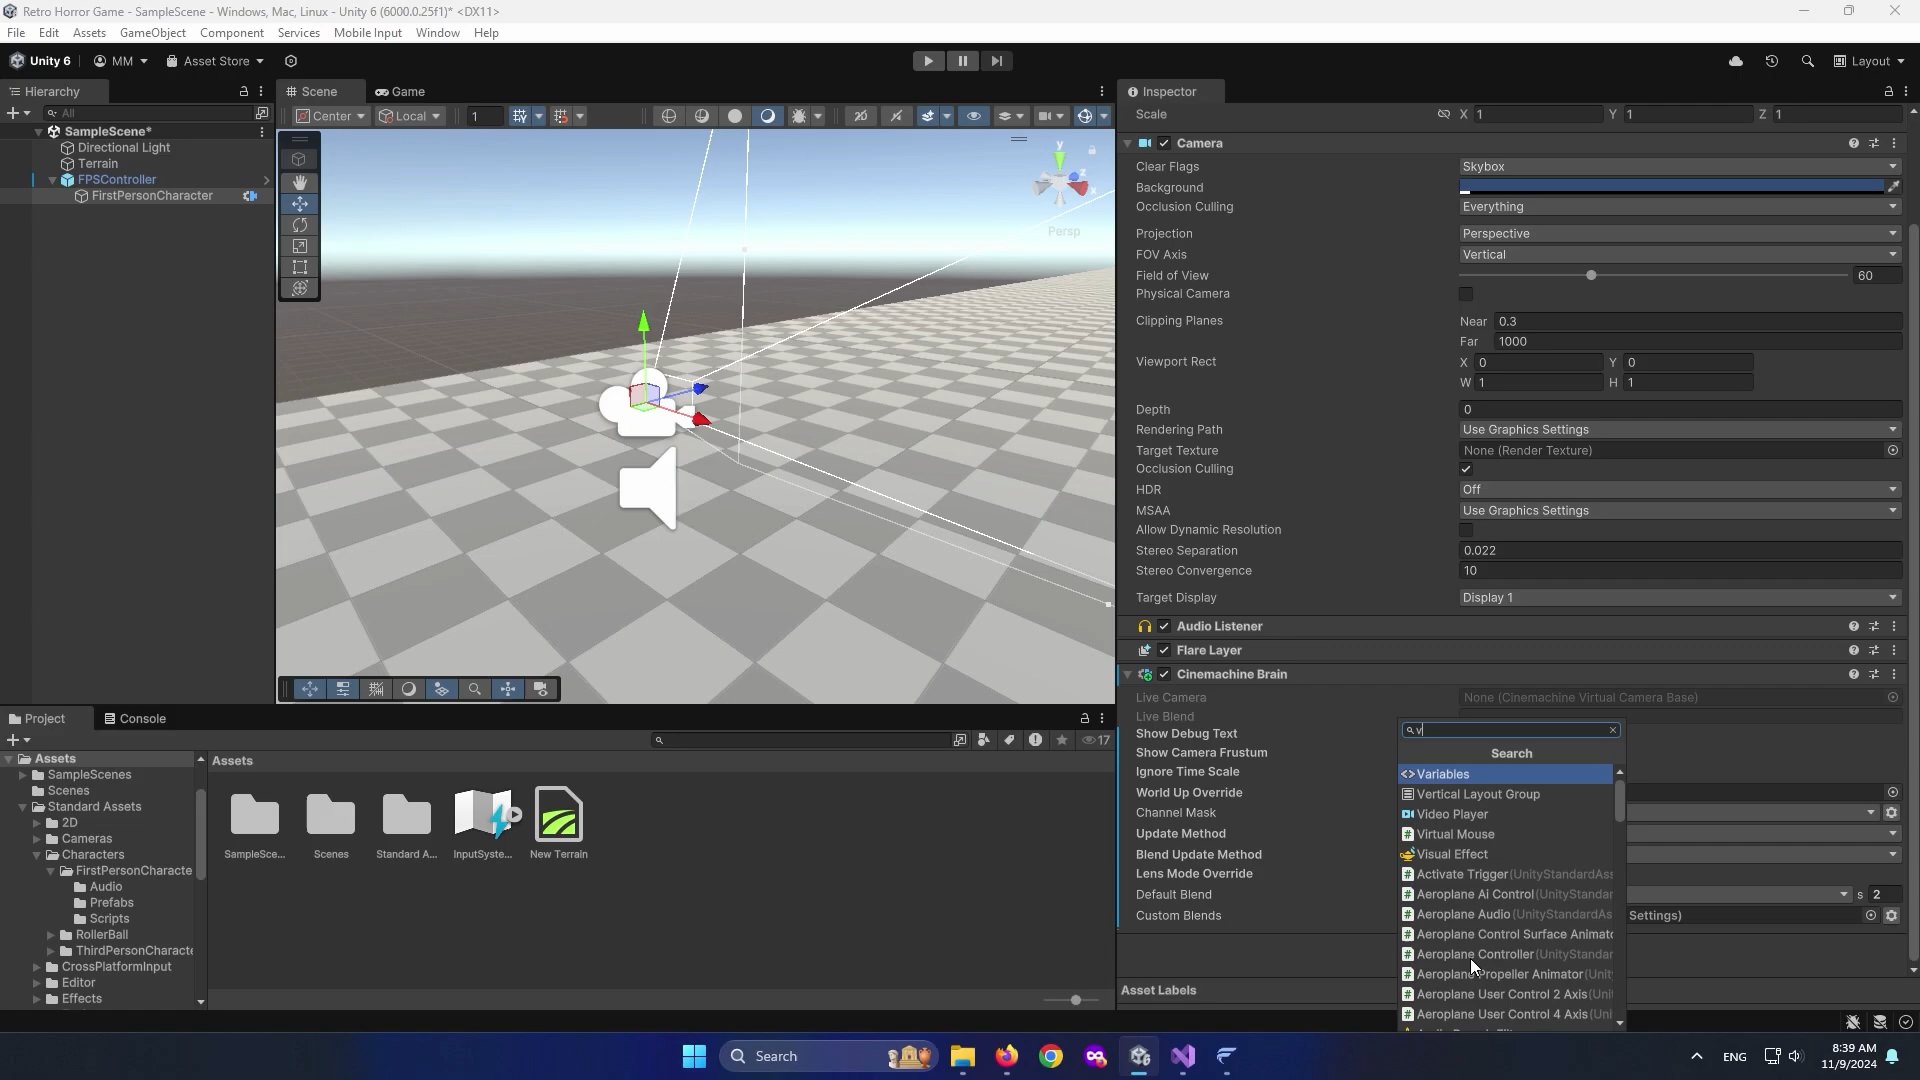 Retro Horror Game - SampleScene - Windows, Mac, Linux - Unity 6 (6000.0.25f1)* <DX11>
File Edit Assets GameObject Component Services Mobile Input Window Help
Unity 6 MM Asset Store Layout
Hierarchy
All
SampleScene*
Directional Light
Terrain
FPSController
FirstPersonCharacter
Scene Game
Center Local 1 2D
y
z
x
Persp
Inspector
Scale X 1 Y 1 Z 1
Camera
Clear Flags Skybox
Background
Occlusion Culling Everything
Projection Perspective
FOV Axis Vertical
Field of View 60
Physical Camera
Clipping Planes Near 0.3
Far 1000
Viewport Rect X 0 Y 0
W 1 H 1
Depth 0
Rendering Path Use Graphics Settings
Target Texture None (Render Texture)
Occlusion Culling
HDR Off
MSAA Use Graphics Settings
Allow Dynamic Resolution
Stereo Separation 0.022
Stereo Convergence 10
Target Display Display 1
Audio Listener
Flare Layer
Cinemachine Brain
Live Camera None (Cinemachine Virtual Camera Base)
Live Blend
Show Debug Text
Show Camera Frustum
Ignore Time Scale
World Up Override
Channel Mask
Update Method
Blend Update Method
Lens Mode Override
Default Blend s 2
Custom Blends Settings)
Asset Labels
v
Search
Variables
Vertical Layout Group
Video Player
Virtual Mouse
Visual Effect
Activate Trigger (UnityStandardAss
Aeroplane Ai Control (UnityStandar
Aeroplane Audio (UnityStandardAs
Aeroplane Control Surface Animato
Aeroplane Controller (UnityStandar
Aeroplane Propeller Animator (Unit
Aeroplane User Control 2 Axis (Uni
Aeroplane User Control 4 Axis (Uni
Project Console
17
Assets
SampleScenes
Scenes
Standard Assets
2D
Cameras
Characters
FirstPersonCharacte
Audio
Prefabs
Scripts
RollerBall
ThirdPersonCharacte
CrossPlatformInput
Editor
Effects
Assets
SampleSce... Scenes Standard A... InputSyste... New Terrain
Search
ENG
8:39 AM
11/9/2024